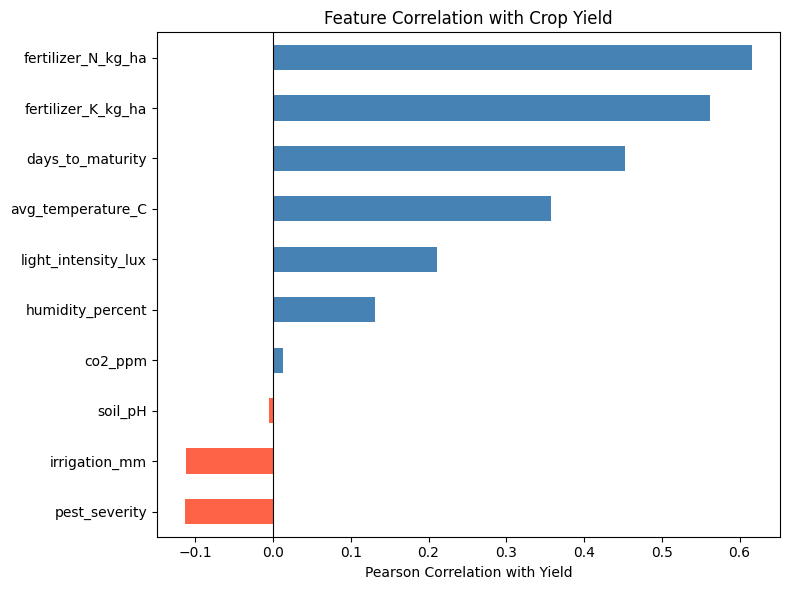 Feature Correlation with Crop Yield
fertilizer_N_kg_ha
fertilizer_K_kg_ha
days_to_maturity
avg_temperature_C
light_intensity_lux
humidity_percent
co2_ppm
soil_pH
irrigation_mm
pest_severity
−0.1 0.0 0.1 0.2 0.3 0.4 0.5 0.6
Pearson Correlation with Yield